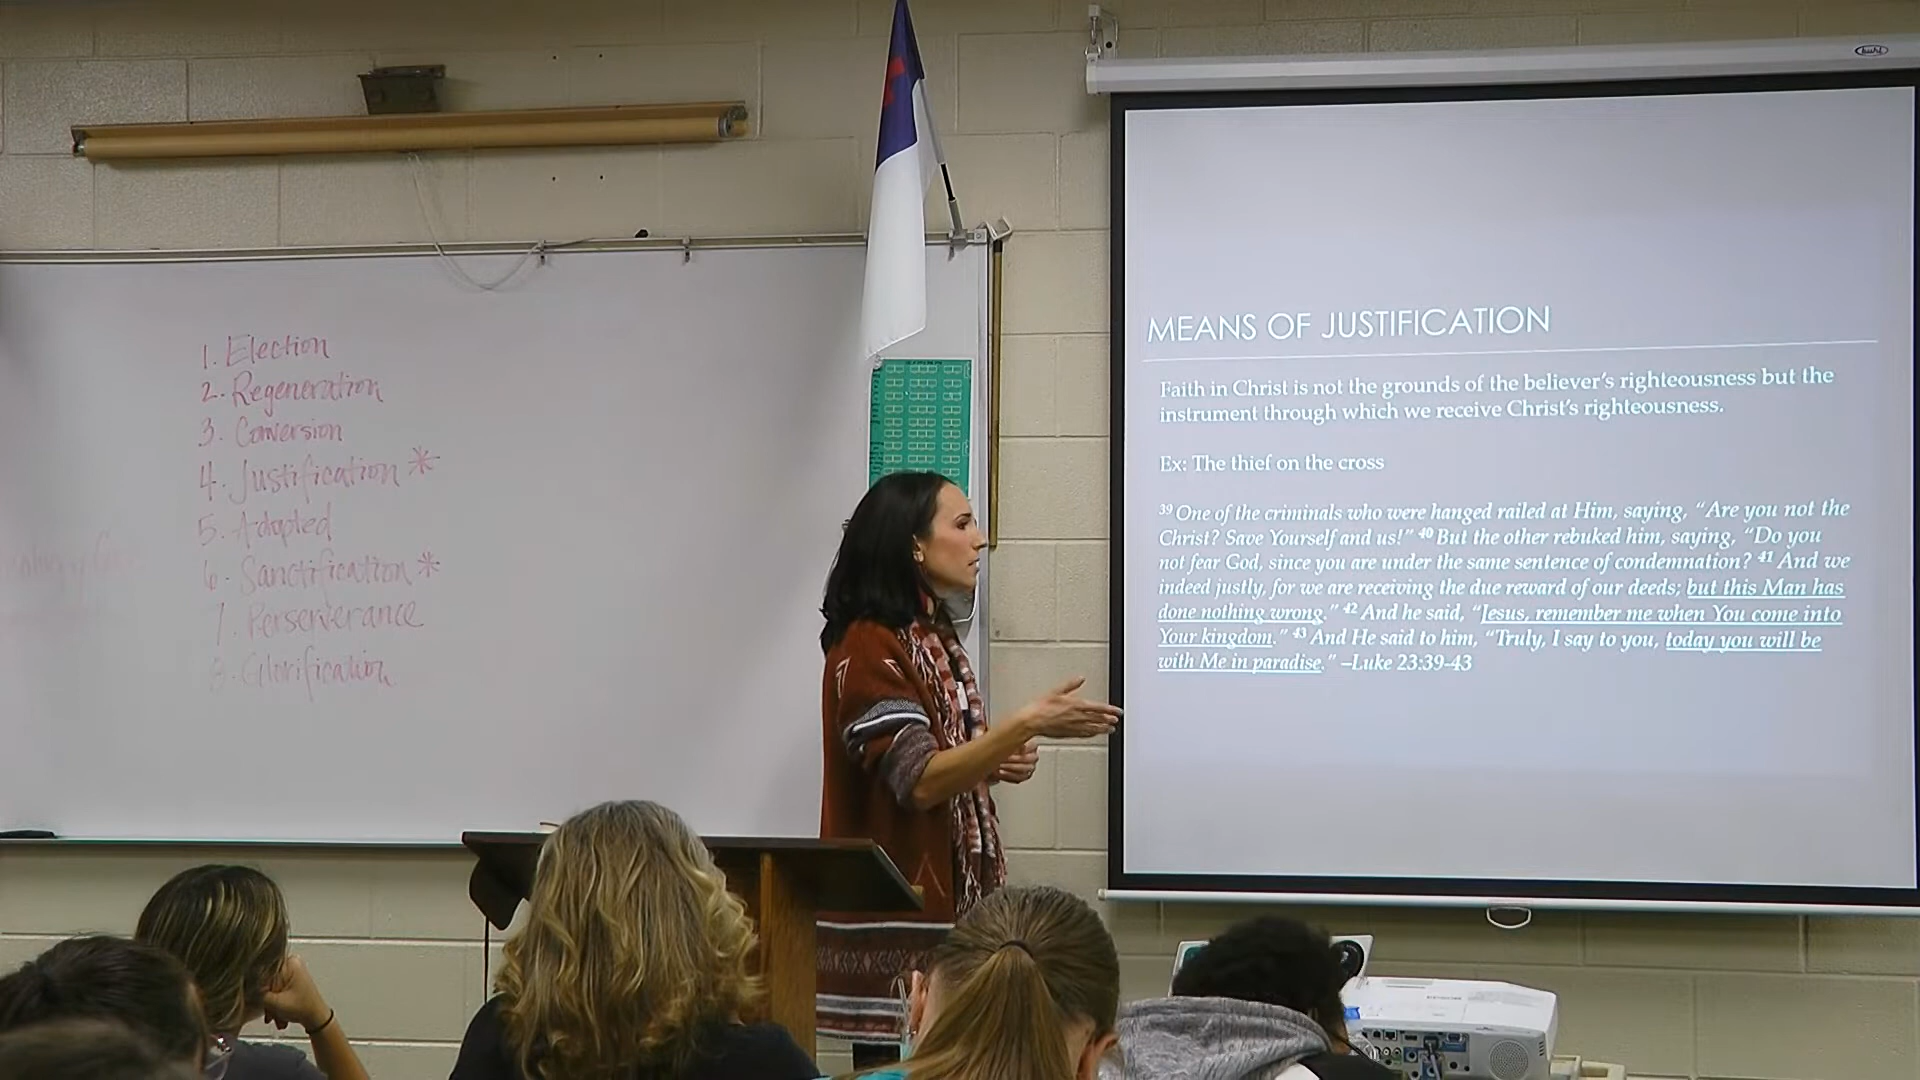 1. Election
2. Regeneration
3. Conversion
4. Justification *
5. Adopted
6. Sanctification *
7. Perserverance
8. Glorification
MEANS OF JUSTIFICATION
Faith in Christ is not the grounds of the believer's righteousness but the
instrument through which we receive Christ's righteousness.
Ex: The thief on the cross
39 One of the criminals who were hanged railed at Him, saying, “Are you not the
Christ? Save Yourself and us!” 40 But the other rebuked him, saying, “Do you
not fear God, since you are under the same sentence of condemnation? 41 And we
indeed justly, for we are receiving the due reward of our deeds; but this Man has
done nothing wrong.” 42 And he said, “Jesus, remember me when You come into
Your kingdom.” 43 And He said to him, “Truly, I say to you, today you will be
with Me in paradise.” –Luke 23:39-43